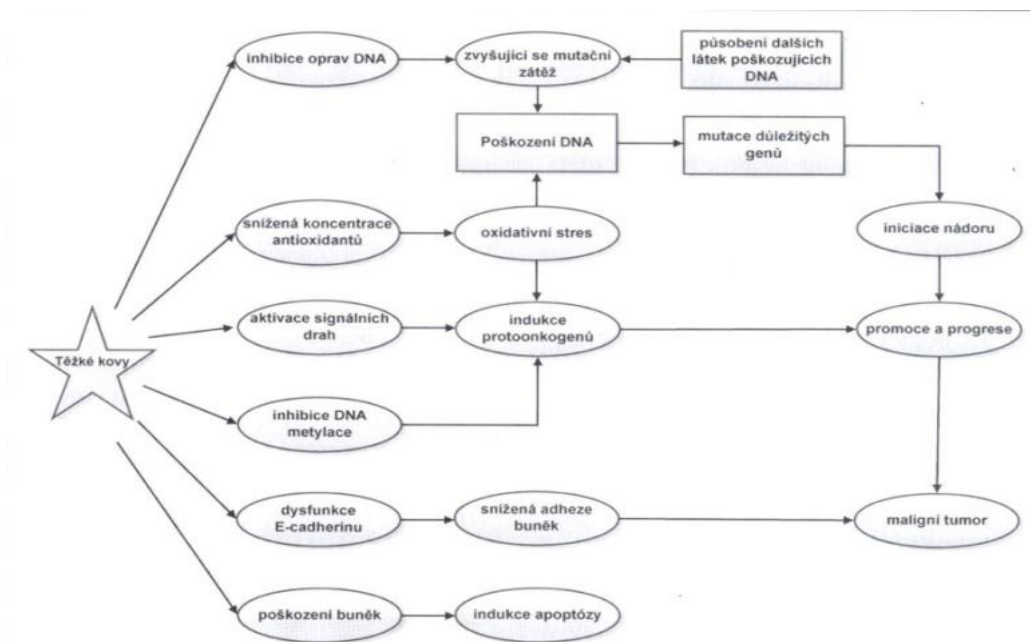 inhibice oprav DNA
zvyšující se mutační
zátěž
působení dalších
látek poškozujících
DNA
Poškození DNA
mutace důležitých
genů
snížená koncentrace
antioxidantů
oxidativní stres
iniciace nádoru
Těžké kovy
aktivace signálních
drah
indukce
protoonkogenů
promoce a progrese
inhibice DNA
metylace
dysfunkce
E-cadherinu
snížená adheze
buněk
maligní tumor
poškození buněk
indukce apoptózy